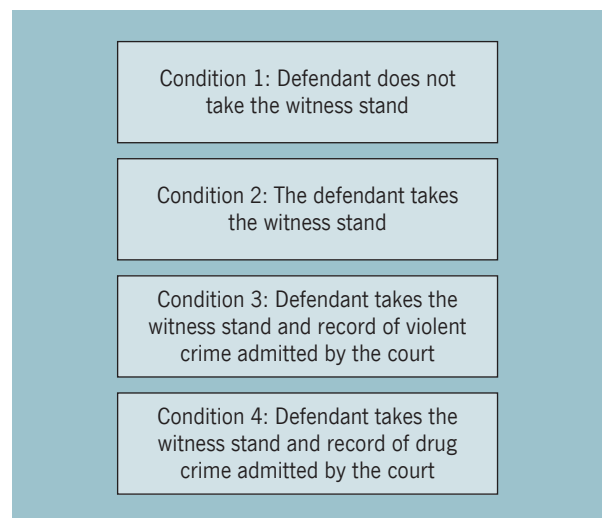 Condition 1: Defendant does not
take the witness stand
Condition 2: The defendant takes
the witness stand
Condition 3: Defendant takes the
witness stand and record of violent
crime admitted by the court
Condition 4: Defendant takes the
witness stand and record of drug
crime admitted by the court